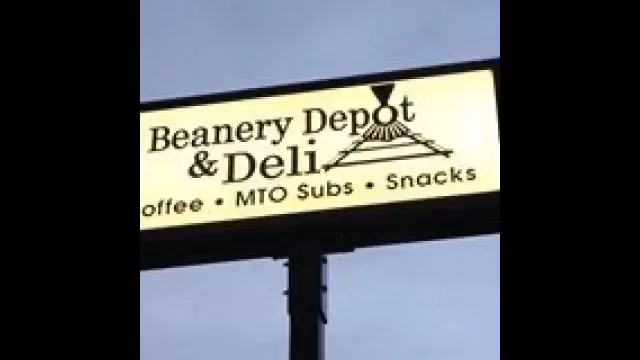 Beanery Depot
& Deli
offee • MTO Subs • Snacks